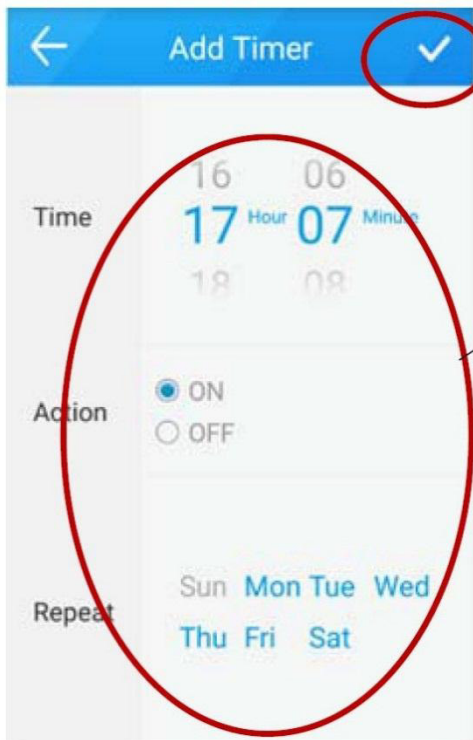 Add Timer
16 06
Time
17 Hour 07 Minute
18 08
ON
Action
OFF
Sun Mon Tue Wed
Repeat
Thu Fri Sat